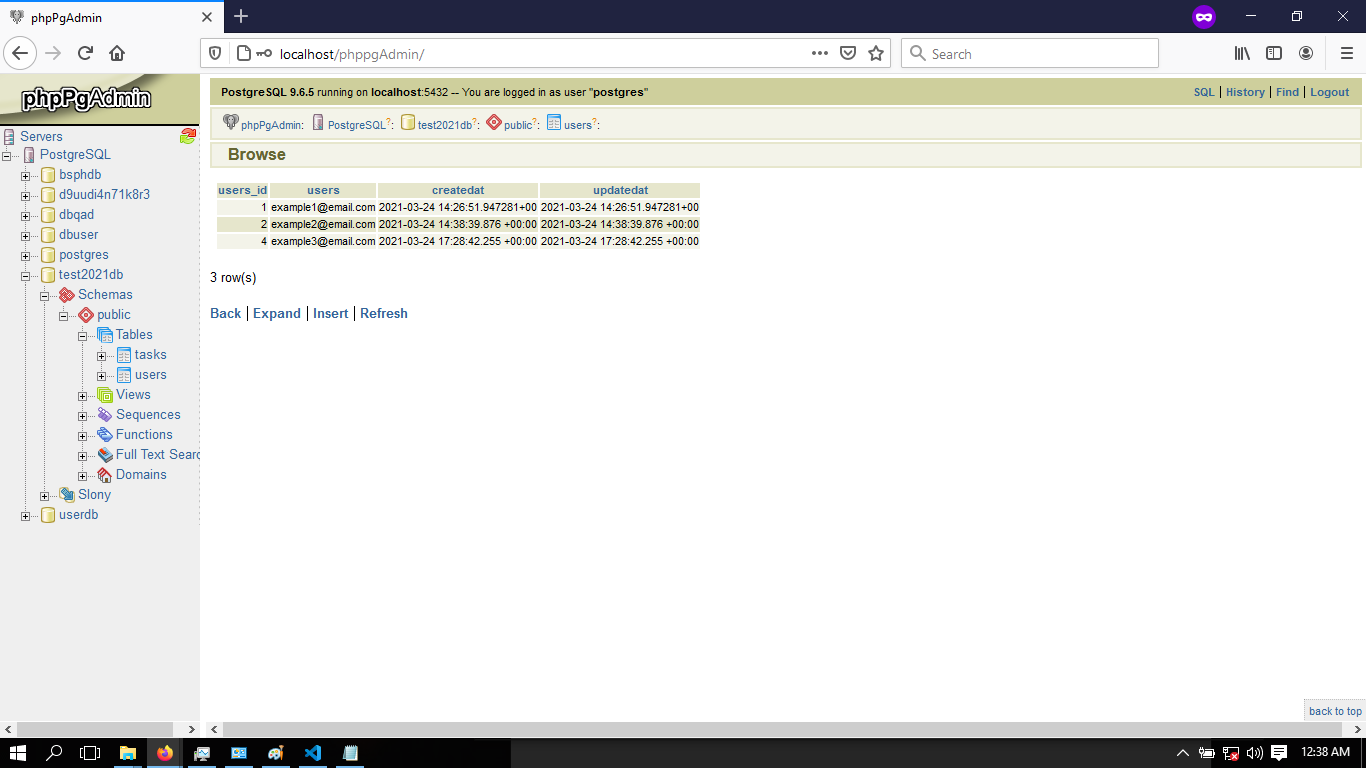 phpPgAdmin
localhost/phppgAdmin/
Search
phpPgAdmin
Servers
PostgreSQL
bsphdb
d9uudi4n71k8r3
dbqad
dbuser
postgres
test2021db
Schemas
public
Tables
tasks
users
Views
Sequences
Functions
Full Text Searc
Domains
Slony
userdb
PostgreSQL 9.6.5 running on localhost:5432 -- You are logged in as user "postgres"
SQL | History | Find | Logout
phpPgAdmin: PostgreSQL?: test2021db?: public?: users?:
Browse
users_id users createdat updatedat
1 example1@email.com 2021-03-24 14:26:51.947281+00 2021-03-24 14:26:51.947281+00
2 example2@email.com 2021-03-24 14:38:39.876 +00:00 2021-03-24 14:38:39.876 +00:00
4 example3@email.com 2021-03-24 17:28:42.255 +00:00 2021-03-24 17:28:42.255 +00:00
3 row(s)
Back | Expand | Insert | Refresh
back to top
12:38 AM